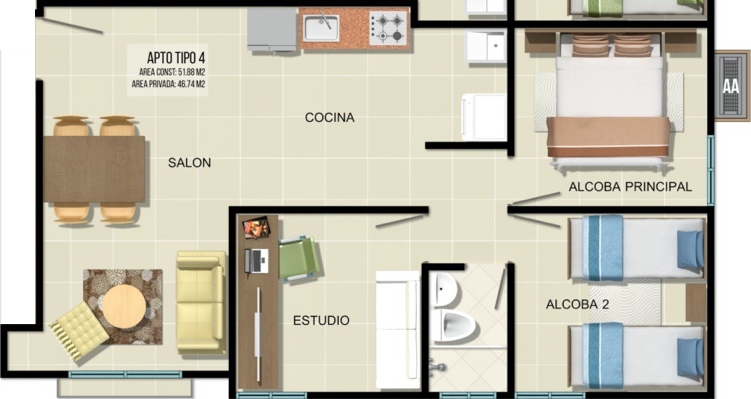 APTO TIPO 4
AREA CONST: 51.88 M2
AREA PRIVADA: 46.74 M2
AA
COCINA
SALON
ALCOBA PRINCIPAL
ALCOBA 2
ESTUDIO